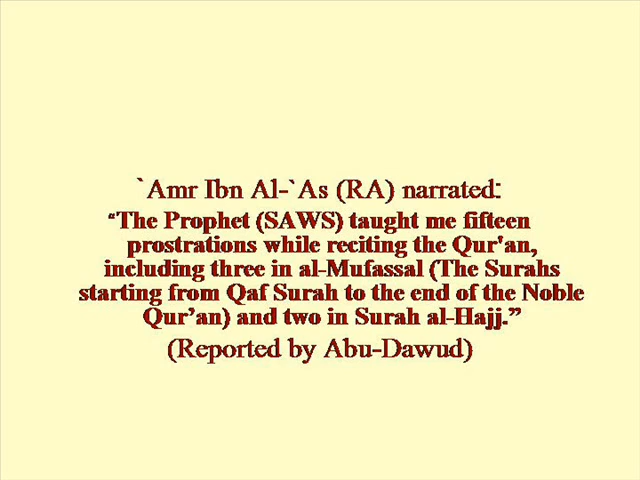 `Amr Ibn Al-`As (RA) narrated:
“The Prophet (SAWS) taught me fifteen
prostrations while reciting the Qur'an,
including three in al-Mufassal (The Surahs
starting from Qaf Surah to the end of the Noble
Qur’an) and two in Surah al-Hajj.”
(Reported by Abu-Dawud)